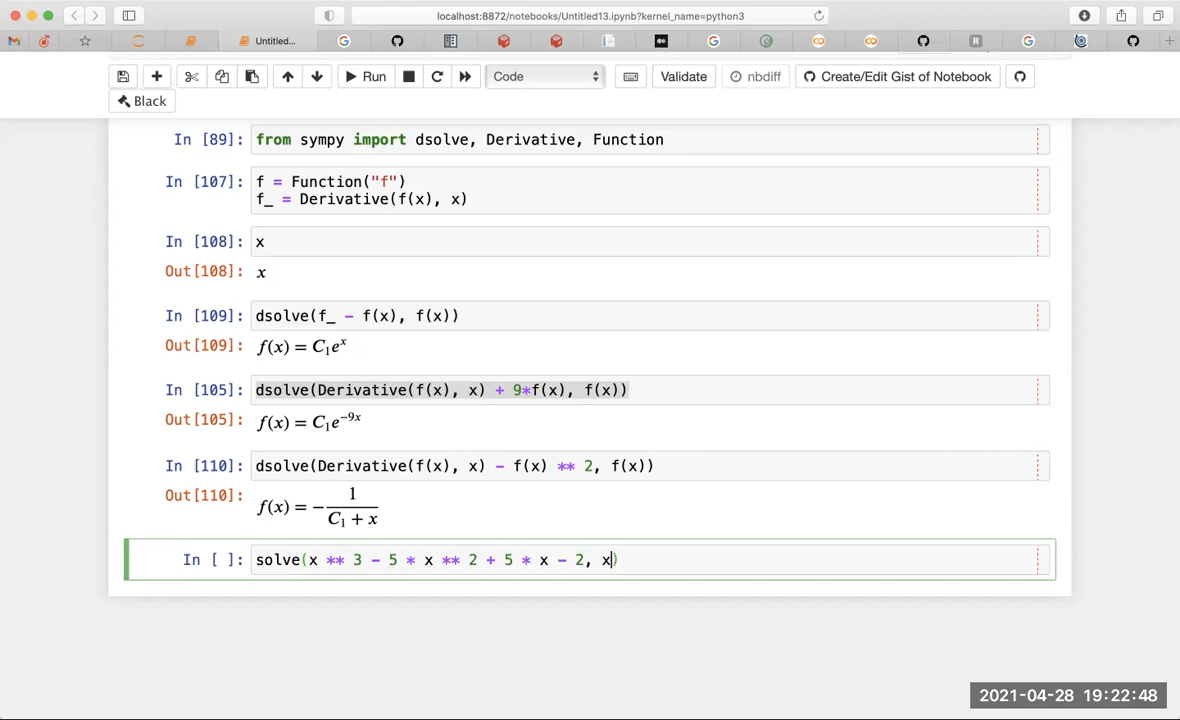 localhost:8872/notebooks/Untitled13.ipynb?kernel_name=python3
Untitled...
Run
Code
Validate
nbdiff
Create/Edit Gist of Notebook
Black
In [89]: from sympy import dsolve, Derivative, Function
In [107]: f = Function("f")
f_ = Derivative(f(x), x)
In [108]: x
Out[108]: x
In [109]: dsolve(f_ - f(x), f(x))
Out[109]: f(x) = C₁eˣ
In [105]: dsolve(Derivative(f(x), x) + 9*f(x), f(x))
Out[105]: f(x) = C₁e⁻⁹ˣ
In [110]: dsolve(Derivative(f(x), x) - f(x) ** 2, f(x))
Out[110]: f(x) = − 1 / (C₁ + x)
In [ ]: solve(x ** 3 - 5 * x ** 2 + 5 * x - 2, x)
2021-04-28 19:22:48